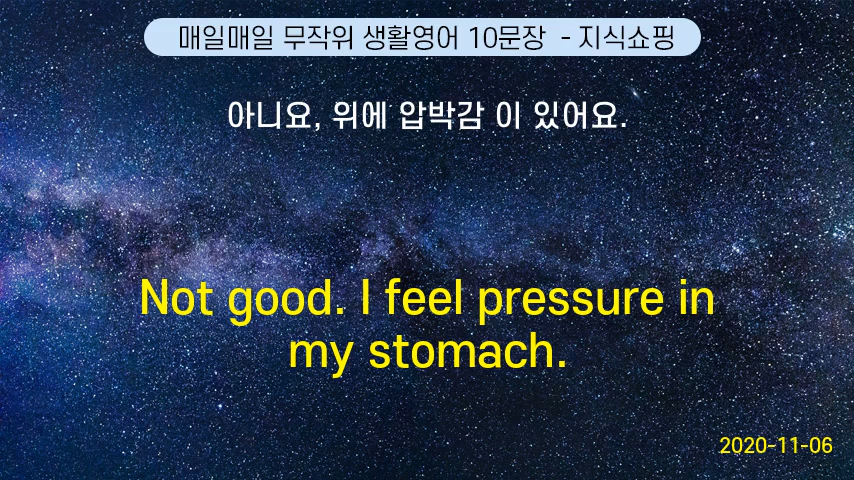 매일매일 무작위 생활영어 10문장 - 지식쇼핑
아니요, 위에 압박감 이 있어요.
Not good. I feel pressure in
my stomach.
2020-11-06